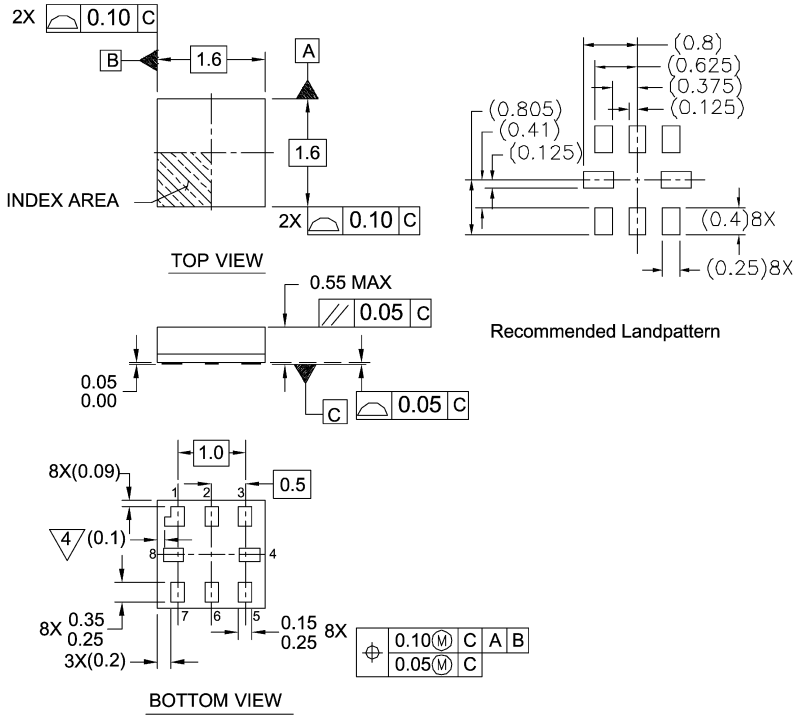 2X 0.10 C
B
1.6
A
1.6
INDEX AREA
2X 0.10 C
TOP VIEW
(0.8)
(0.625)
(0.375)
(0.125)
(0.805)
(0.41)
(0.125)
(0.4)8X
(0.25)8X
Recommended Landpattern
0.55 MAX
// 0.05 C
0.05
0.00
C
0.05 C
1.0
8X(0.09)
0.5
1 2 3
4 (0.1)
8 4
8X 0.35
0.25
7 6 5
0.15
0.25 8X
3X(0.2)
0.10 Ⓜ C A B
0.05 Ⓜ C
BOTTOM VIEW